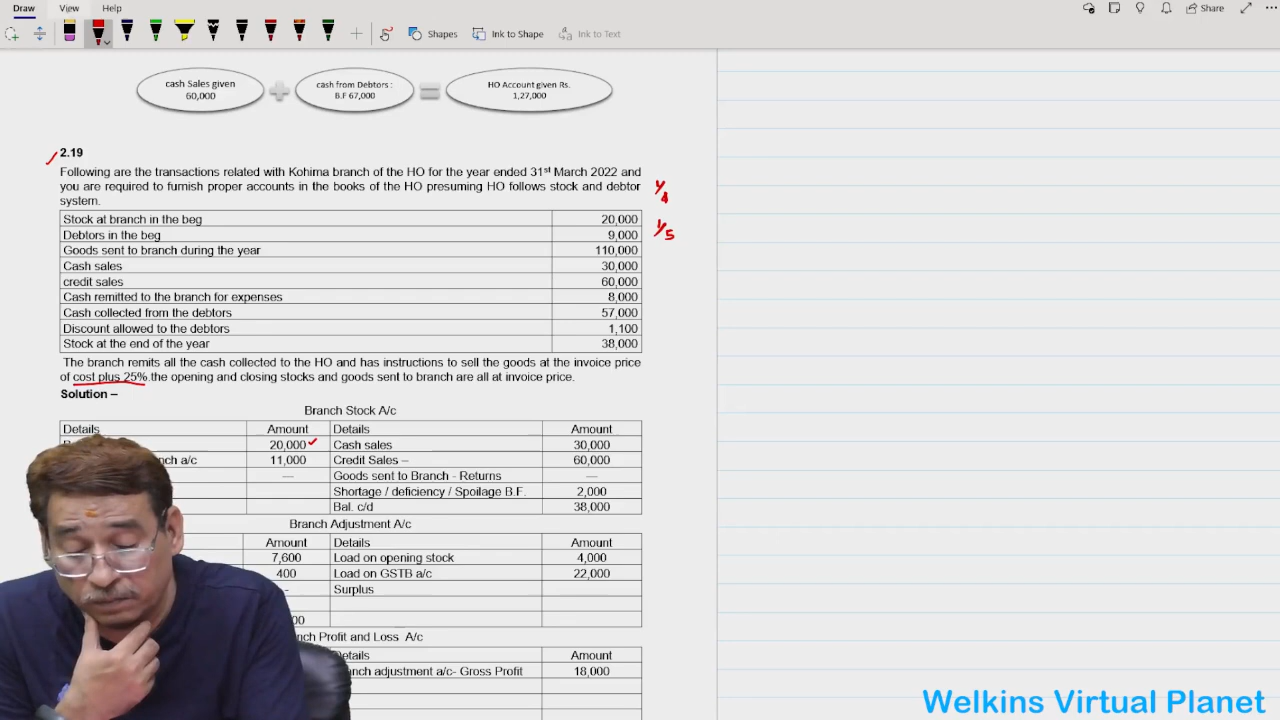 Draw View Help
Share
Shapes Ink to Shape Ink to Text
cash Sales given
60,000
cash from Debtors :
B.F 67,000
HO Account given Rs.
1,27,000
2.19
Following are the transactions related with Kohima branch of the HO for the year ended 31st March 2022 and
you are required to furnish proper accounts in the books of the HO presuming HO follows stock and debtor
system.
1/4
1/5
Stock at branch in the beg 20,000
Debtors in the beg 9,000
Goods sent to branch during the year 110,000
Cash sales 30,000
credit sales 60,000
Cash remitted to the branch for expenses 8,000
Cash collected from the debtors 57,000
Discount allowed to the debtors 1,100
Stock at the end of the year 38,000
The branch remits all the cash collected to the HO and has instructions to sell the goods at the invoice price
of cost plus 25%.the opening and closing stocks and goods sent to branch are all at invoice price.
Solution –
Branch Stock A/c
Details Amount Details Amount
20,000 Cash sales 30,000
a/c 11,000 Credit Sales – 60,000
— Goods sent to Branch - Returns —
Shortage / deficiency / Spoilage B.F. 2,000
Bal. c/d 38,000
Branch Adjustment A/c
Amount Details Amount
7,600 Load on opening stock 4,000
400 Load on GSTB a/c 22,000
- Surplus
Profit and Loss A/c
Details Amount
adjustment a/c- Gross Profit 18,000
Welkins Virtual Planet